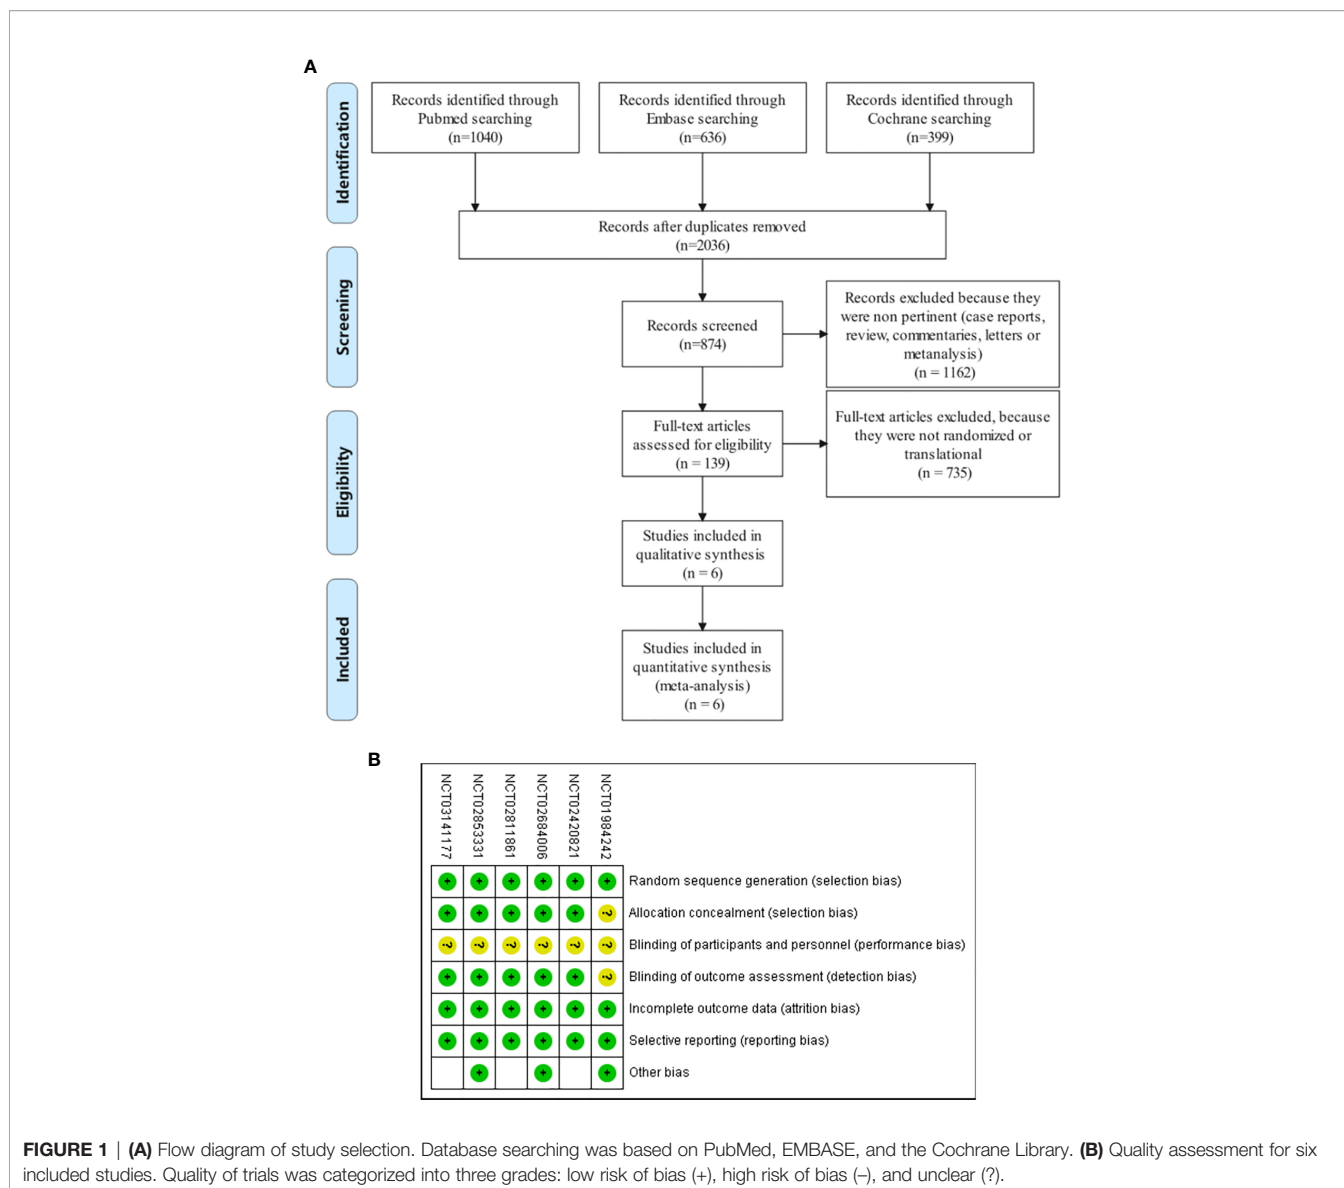 A
Identification
Records identified through
Pubmed searching
(n=1040)
Records identified through
Embase searching
(n=636)
Records identified through
Cochrane searching
(n=399)
Records after duplicates removed
(n=2036)
Screening
Records screened
(n=874)
Records excluded because they
were non pertinent (case reports,
review, commentaries, letters or
metanalysis)
(n = 1162)
Eligibility
Full-text articles
assessed for eligibility
(n = 139)
Full-text articles excluded, because
they were not randomized or
translational
(n = 735)
Studies included in
qualitative synthesis
(n = 6)
Included
Studies included in
quantitative synthesis
(meta-analysis)
(n = 6)
B
NCT03141177
NCT02853331
NCT02811861
NCT02684006
NCT02420821
NCT01984242
+ + + + + + Random sequence generation (selection bias)
+ + + + + ? Allocation concealment (selection bias)
? ? ? ? ? ? Blinding of participants and personnel (performance bias)
+ + + + + ? Blinding of outcome assessment (detection bias)
+ + + + + + Incomplete outcome data (attrition bias)
+ + + + + + Selective reporting (reporting bias)
+ + + Other bias
FIGURE 1 | (A) Flow diagram of study selection. Database searching was based on PubMed, EMBASE, and the Cochrane Library. (B) Quality assessment for six
included studies. Quality of trials was categorized into three grades: low risk of bias (+), high risk of bias (–), and unclear (?).